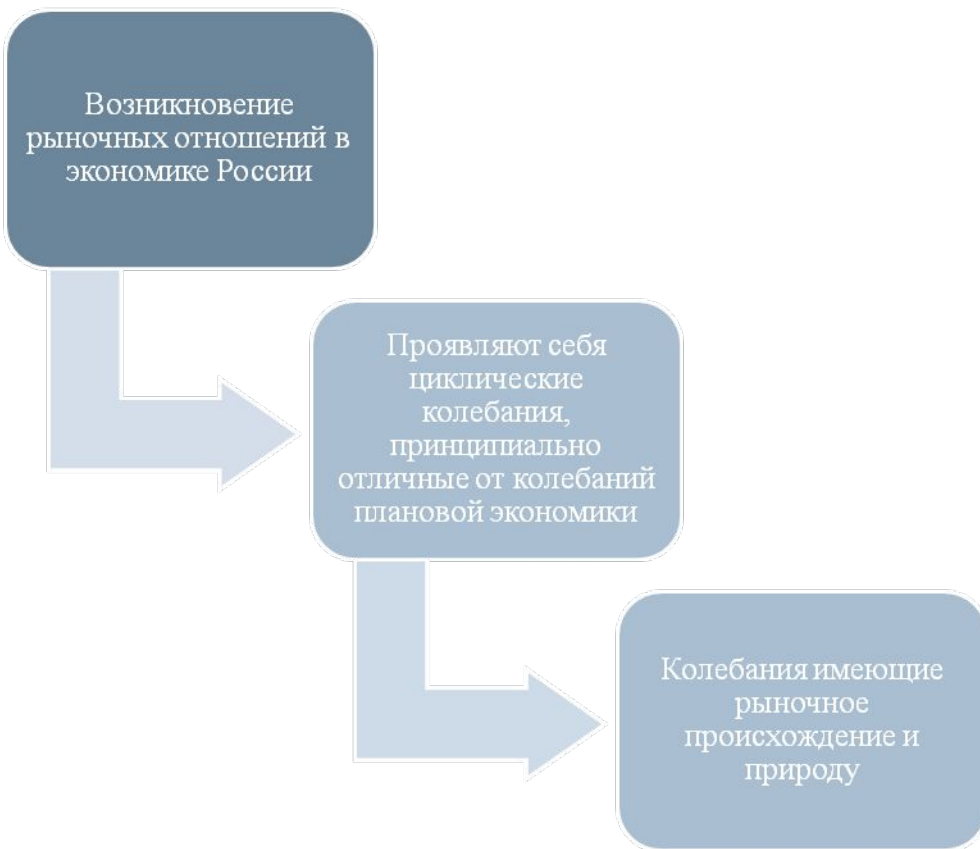 Возникновение
рыночных отношений в
экономике России
Проявляют себя
циклические
колебания,
принципиально
отличные от колебаний
плановой экономики
Колебания имеющие
рыночное
происхождение и
природу